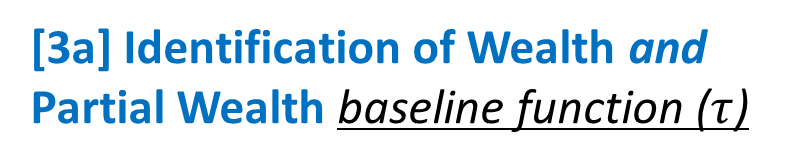 [3a] Identification of Wealth and
Partial Wealth baseline function (τ)